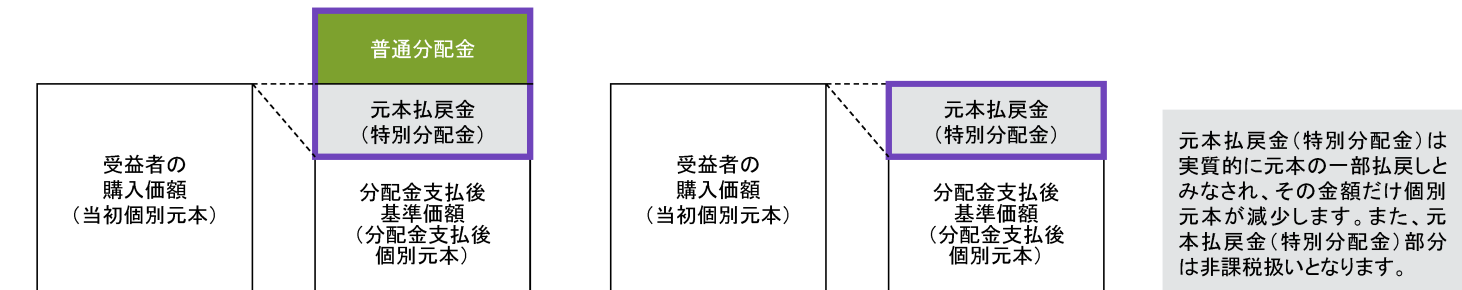 普通分配金
元本払戻金
（特別分配金）
受益者の
購入価額
（当初個別元本）
分配金支払後
基準価額
（分配金支払後
個別元本）
元本払戻金
（特別分配金）
受益者の
購入価額
（当初個別元本）
分配金支払後
基準価額
（分配金支払後
個別元本）
元本払戻金（特別分配金）は
実質的に元本の一部払戻しと
みなされ、その金額だけ個別
元本が減少します。また、元
本払戻金（特別分配金）部分
は非課税扱いとなります。